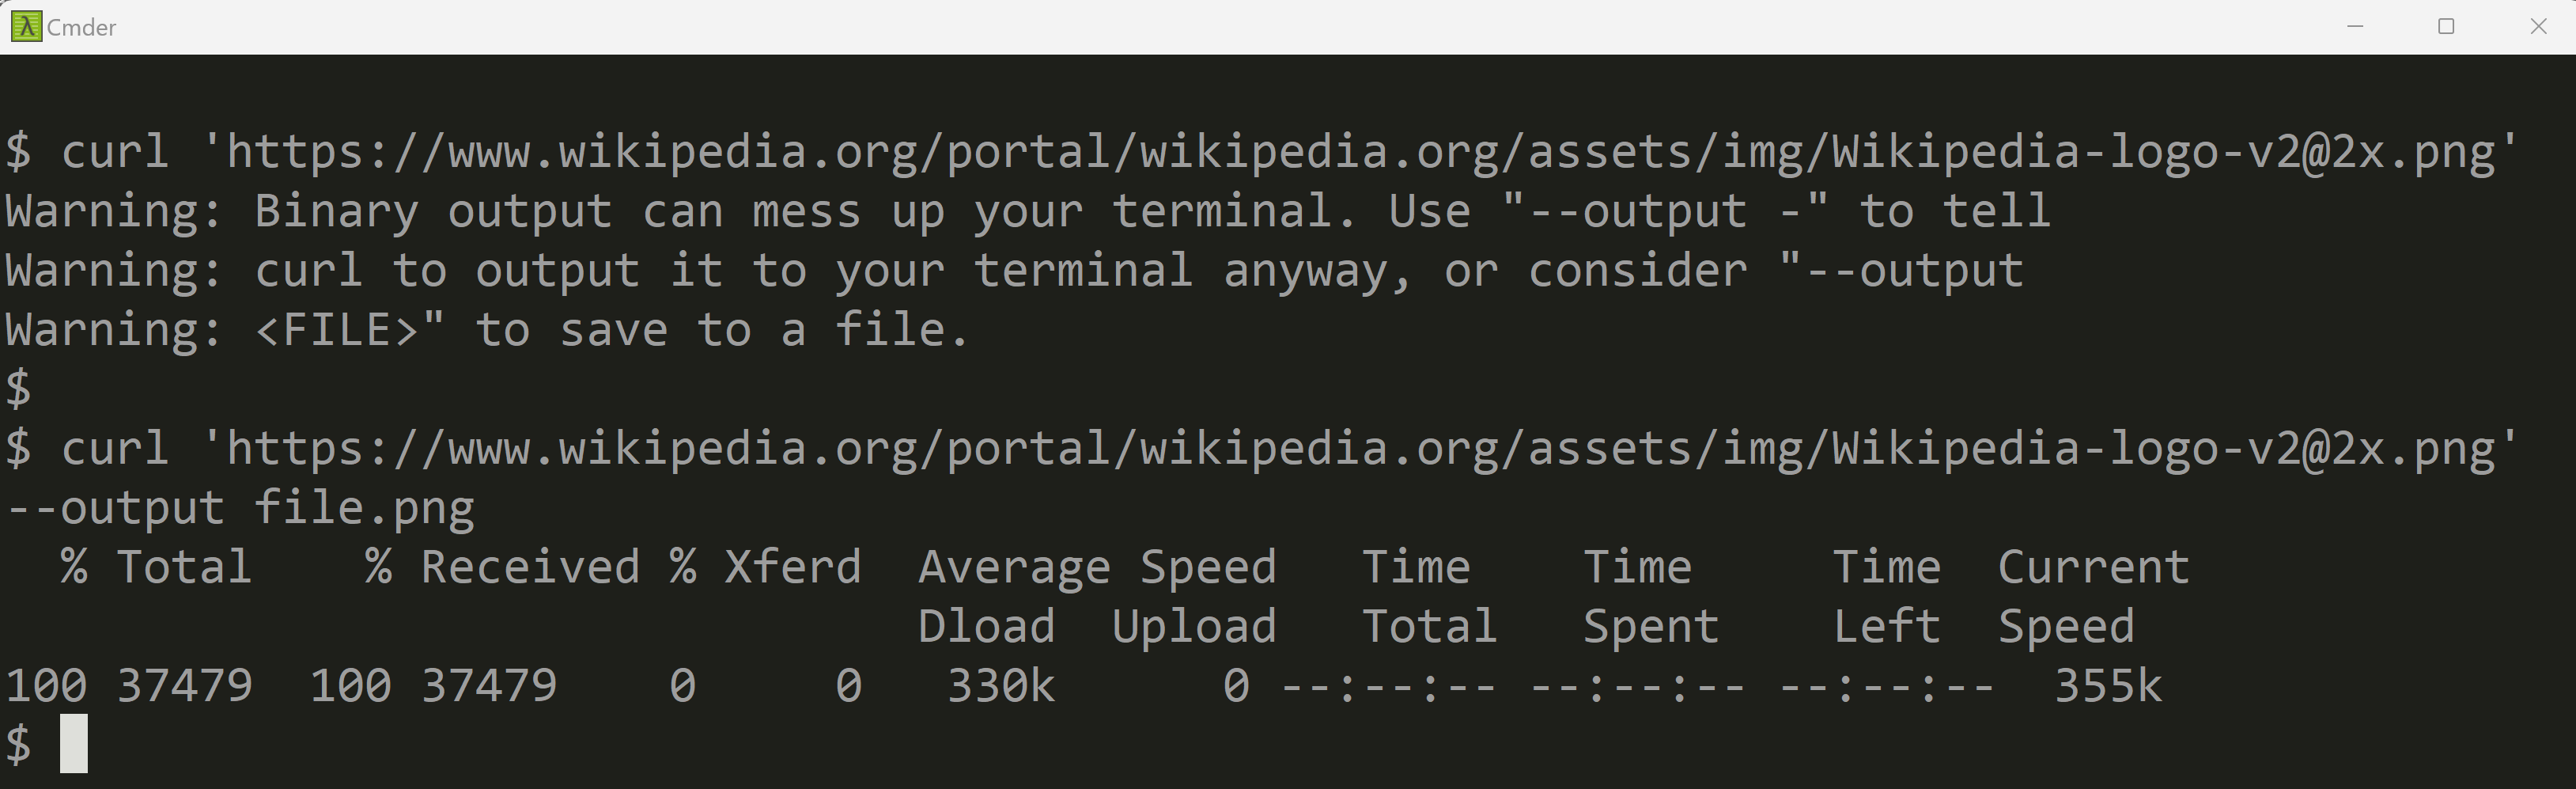 Cmder
$ curl 'https://www.wikipedia.org/portal/wikipedia.org/assets/img/Wikipedia-logo-v2@2x.png'
Warning: Binary output can mess up your terminal. Use "--output -" to tell
Warning: curl to output it to your terminal anyway, or consider "--output
Warning: <FILE>" to save to a file.
$
$ curl 'https://www.wikipedia.org/portal/wikipedia.org/assets/img/Wikipedia-logo-v2@2x.png'
--output file.png
  % Total    % Received % Xferd  Average Speed   Time    Time     Time  Current
                                 Dload  Upload   Total   Spent    Left  Speed
100 37479  100 37479    0     0   330k      0 --:--:-- --:--:-- --:--:--  355k
$